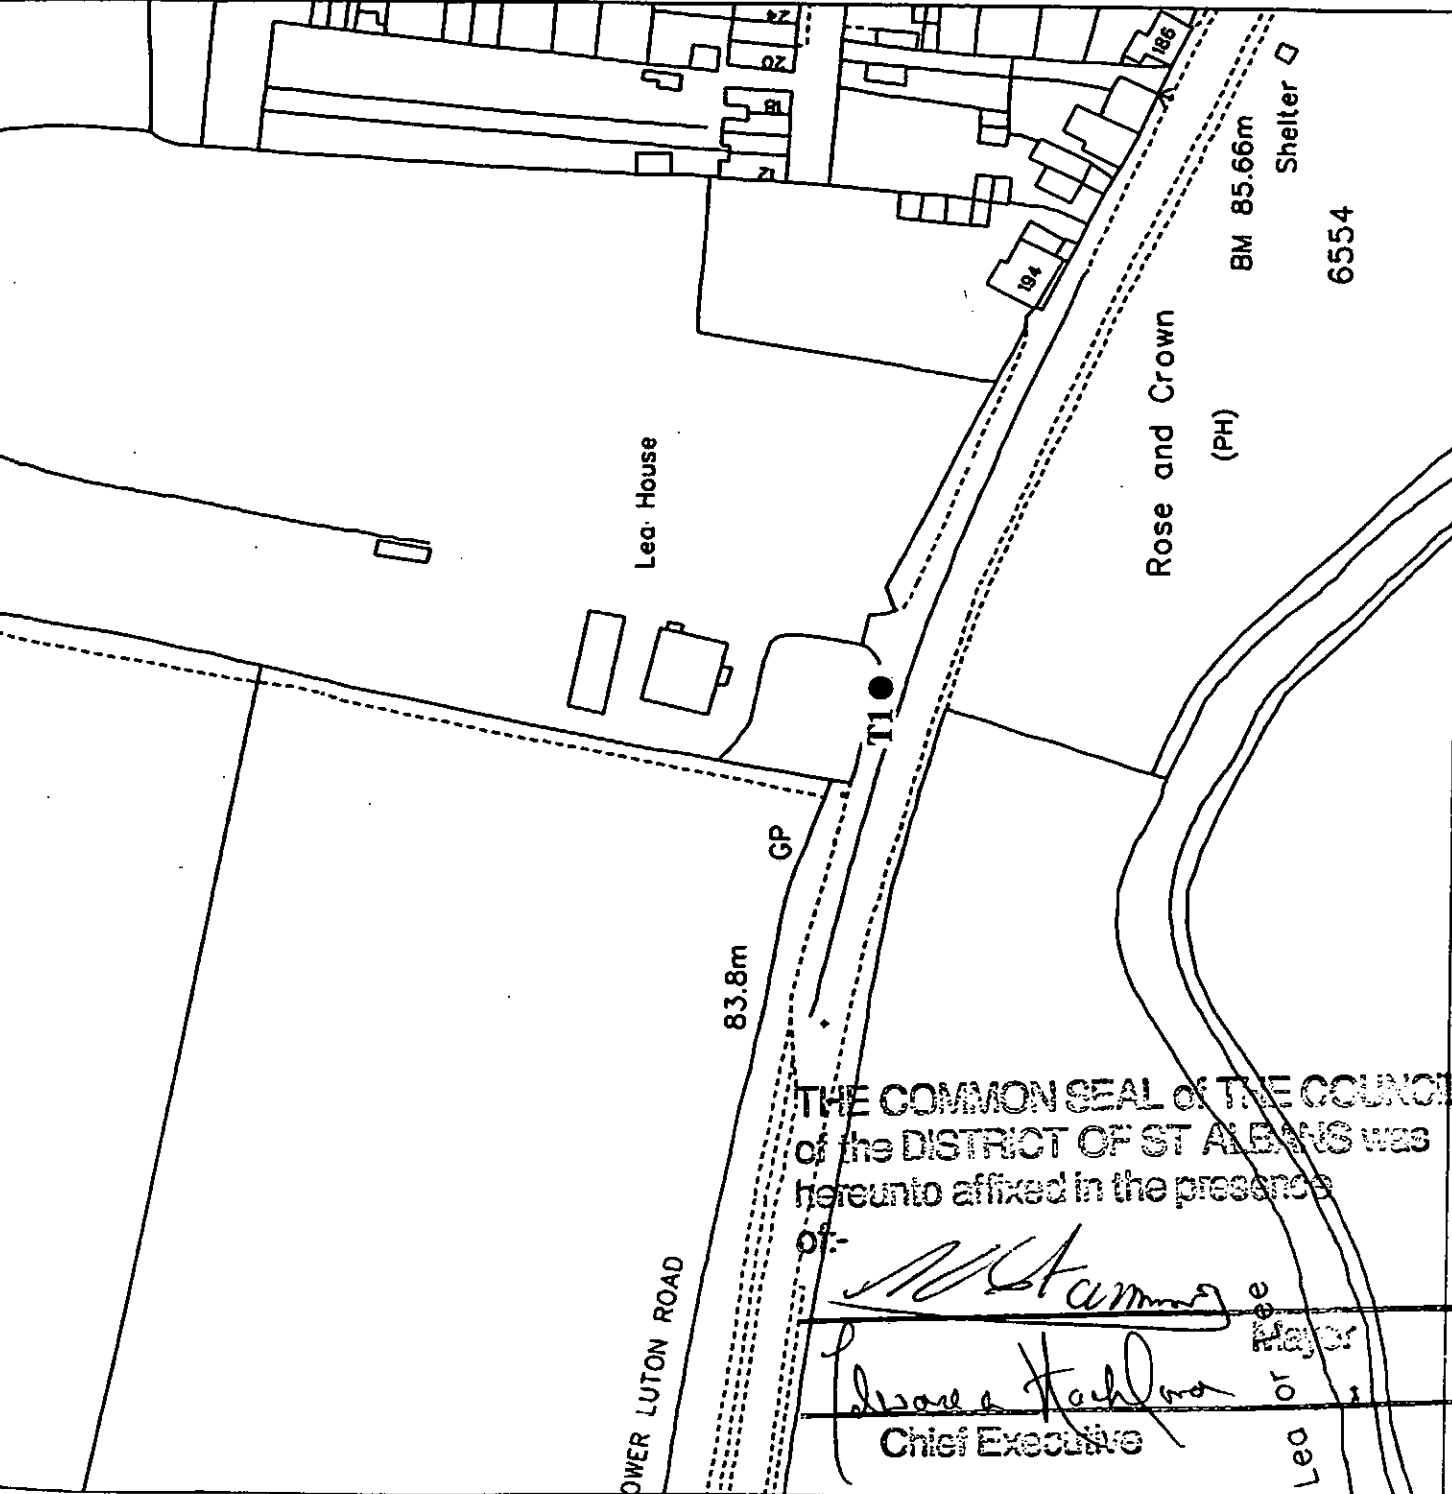 24
20
18
12
186
194
BM 85.66m
Shelter
6554
Rose and Crown
(PH)
Lea House
T1
GP
83.8m
OWER LUTON ROAD
THE COMMON SEAL of THE COUNCIL
of the DISTRICT OF ST ALBANS was
hereunto affixed in the presence
of:-
Mayor
Chief Executive
Lea or Lee